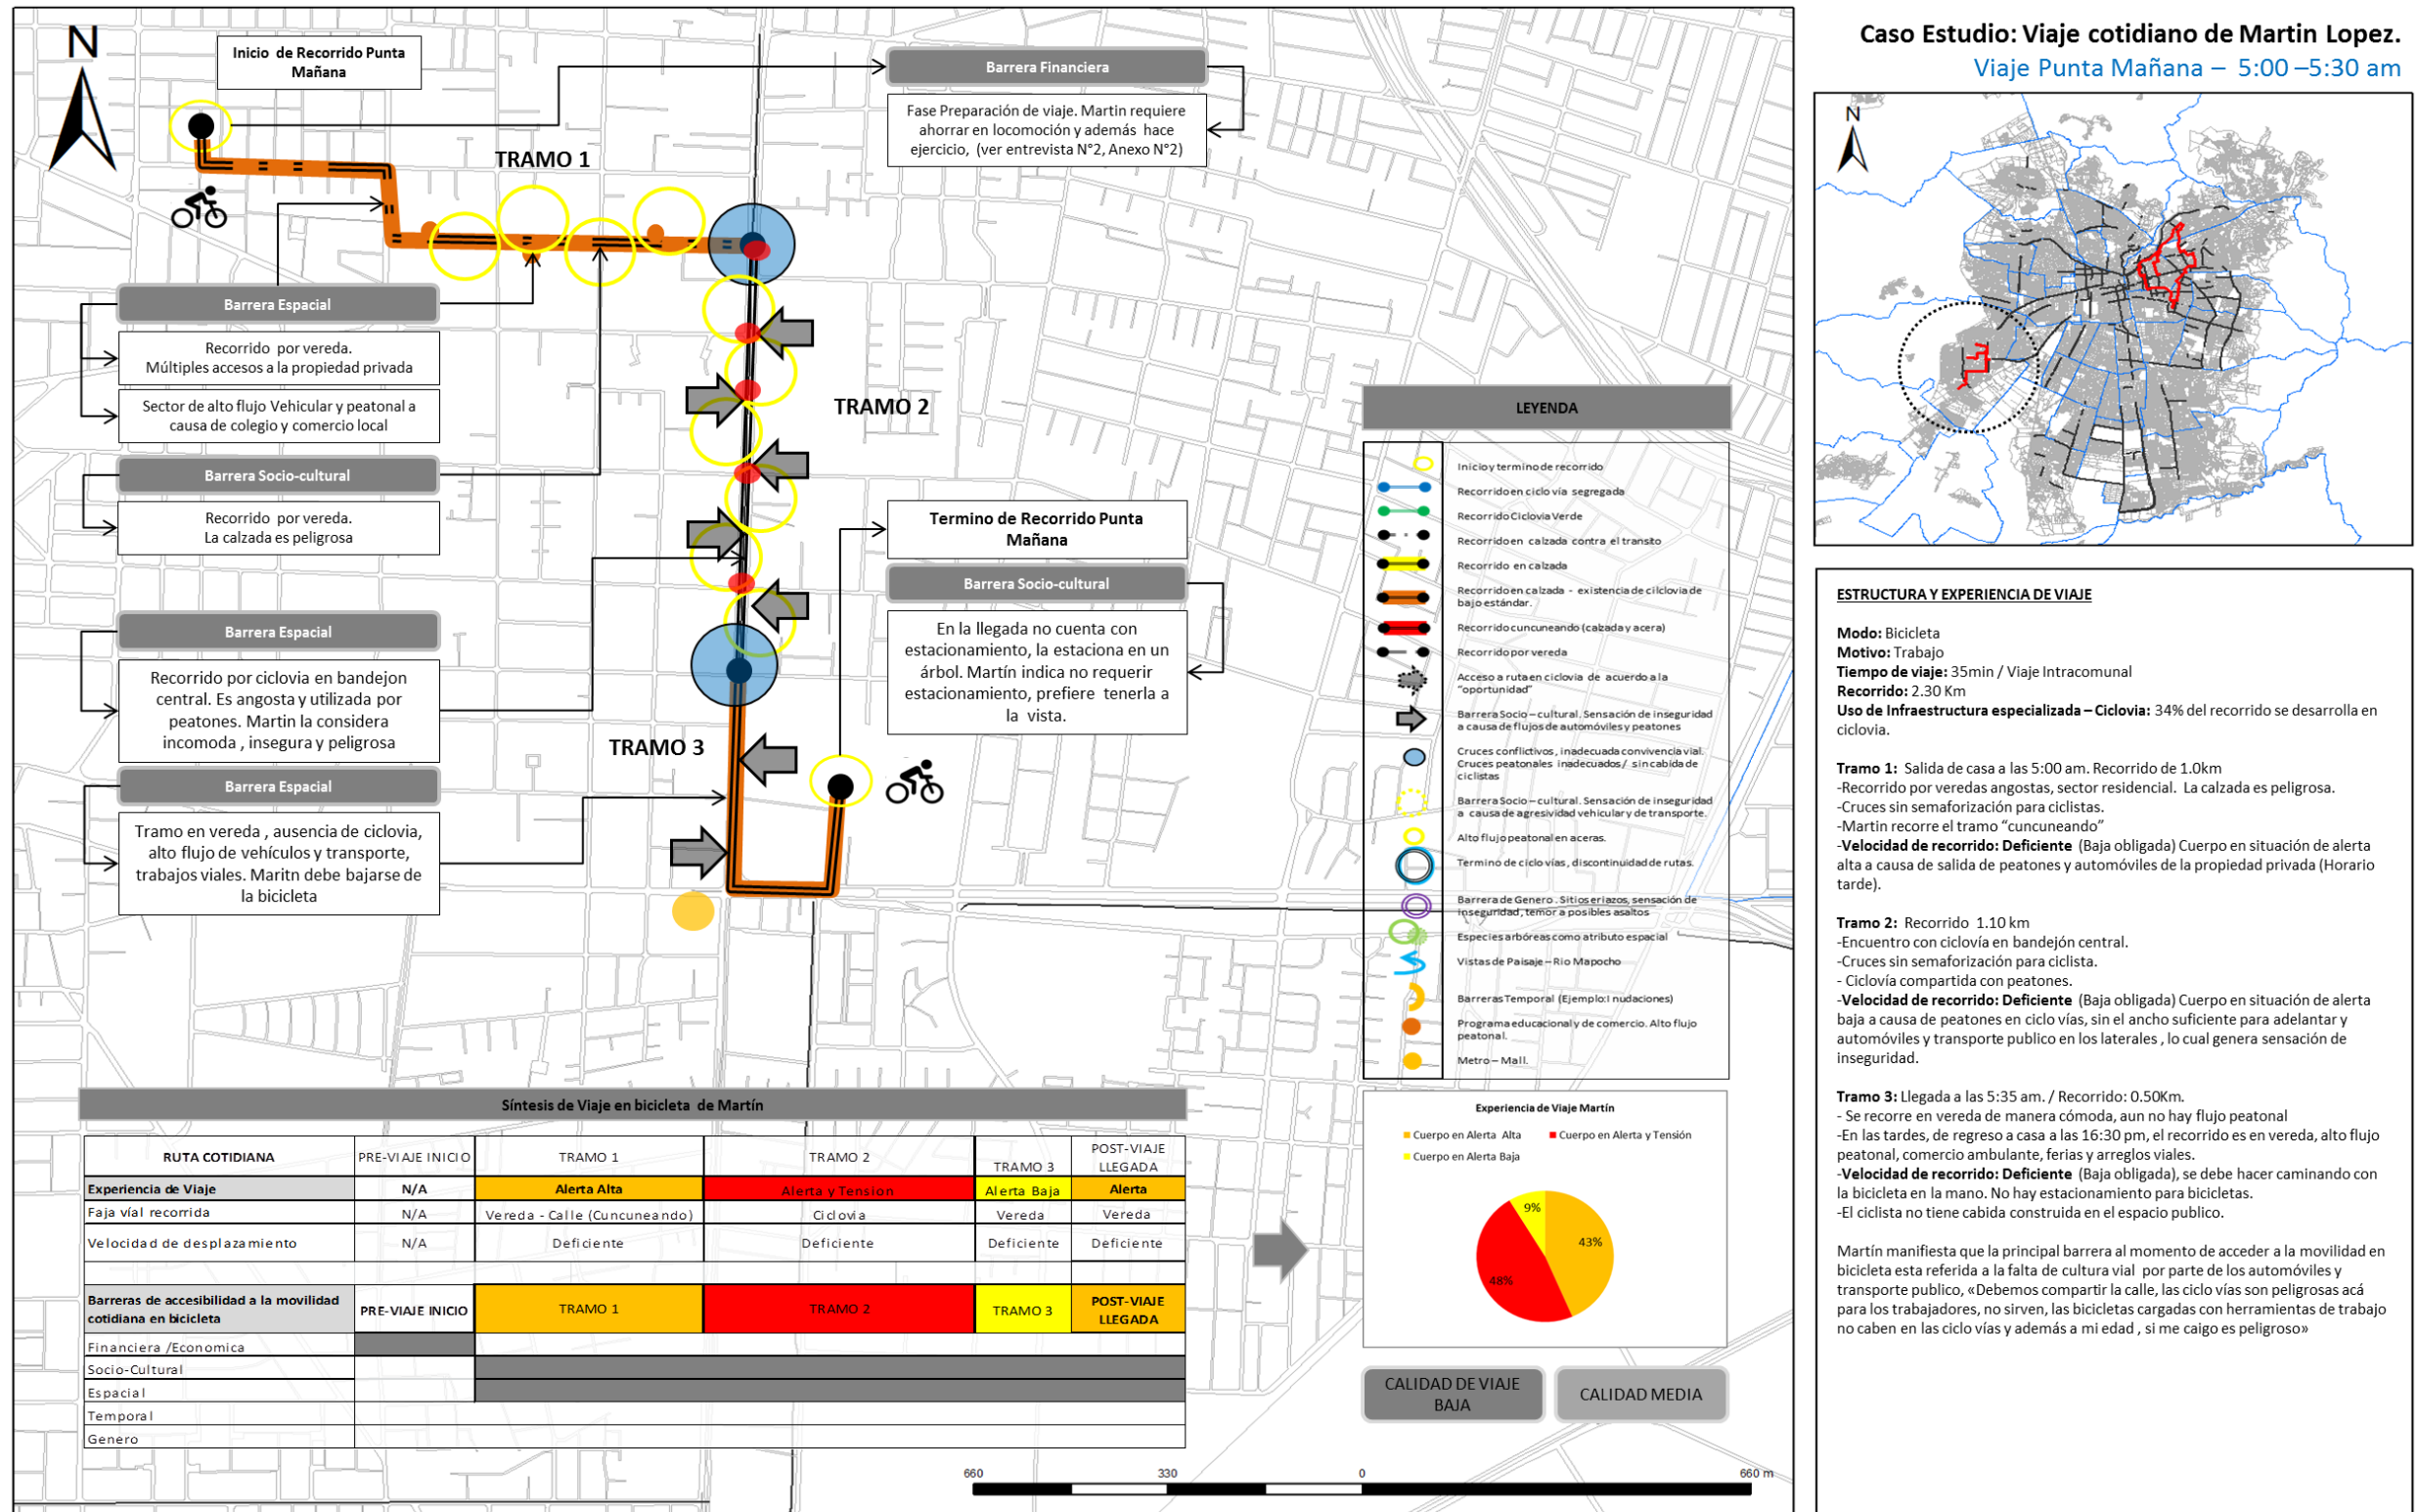 Caso Estudio: Viaje cotidiano de Martin Lopez.
Viaje Punta Mañana – 5:00 –5:30 am
N
Inicio de Recorrido Punta
Mañana
Barrera Financiera
Fase Preparación de viaje. Martin requiere
ahorrar en locomoción y además hace
ejercicio, (ver entrevista N°2, Anexo N°2)
TRAMO 1
Barrera Espacial
Recorrido por vereda.
Múltiples accesos a la propiedad privada
Sector de alto flujo Vehicular y peatonal a
causa de colegio y comercio local
Barrera Socio-cultural
Recorrido por vereda.
La calzada es peligrosa
TRAMO 2
Barrera Espacial
Recorrido por ciclovia en bandejon
central. Es angosta y utilizada por
peatones. Martin la considera
incomoda , insegura y peligrosa
Barrera Espacial
Tramo en vereda , ausencia de ciclovia,
alto flujo de vehículos y transporte,
trabajos viales. Maritn debe bajarse de
la bicicleta
TRAMO 3
Termino de Recorrido Punta
Mañana
Barrera Socio-cultural
En la llegada no cuenta con
estacionamiento, la estaciona en un
árbol. Martín indica no requerir
estacionamiento, prefiere tenerla a
la vista.
LEYENDA
Inicio y termino de recorrido
Recorrido en ciclo vía segregada
Recorrido Ciclovia Verde
Recorrido en calzada contra el transito
Recorrido en calzada
Recorrido en calzada - existencia de cilclovia de
bajo estándar.
Recorrido cuncuneando (calzada y acera)
Recorrido por vereda
Acceso a ruta en ciclovia de acuerdo a la
“oportunidad”
Barrera Socio – cultural. Sensación de inseguridad
a causa de flujos de automóviles y peatones
Cruces conflictivos, inadecuada convivencia vial.
Cruces peatonales inadecuados/ sin cabida de
ciclistas
Barrera Socio – cultural. Sensación de inseguridad
a causa de agresividad vehicular y de transporte.
Alto flujo peatonal en aceras.
Termino de ciclo vías, discontinuidad de rutas.
Barrera de Genero . Sitios eriazos, sensación de
inseguridad, temor a posibles asaltos
Especies arbóreas como atributo espacial
Vistas de Paisaje – Rio Mapocho
Barreras Temporal (Ejemplo:I nudaciones)
Programa educacional y de comercio. Alto flujo
peatonal.
Metro – Mall.
Síntesis de Viaje en bicicleta de Martín
RUTA COTIDIANA PRE-VIAJE INICIO TRAMO 1 TRAMO 2 TRAMO 3 POST-VIAJE LLEGADA
Experiencia de Viaje N/A Alerta Alta Alerta y Tension Alerta Baja Alerta
Faja víal recorrida N/A Vereda - Calle (Cuncuneando) Ciclovia Vereda Vereda
Velocidad de desplazamiento N/A Deficiente Deficiente Deficiente Deficiente
Barreras de accesibilidad a la movilidad
cotidiana en bicicleta PRE-VIAJE INICIO TRAMO 1 TRAMO 2 TRAMO 3 POST-VIAJE LLEGADA
Financiera /Economica
Socio-Cultural
Espacial
Temporal
Genero
Experiencia de Viaje Martín
Cuerpo en Alerta Alta Cuerpo en Alerta y Tensión
Cuerpo en Alerta Baja
9%
43%
48%
CALIDAD DE VIAJE
BAJA
CALIDAD MEDIA
660 330 0 660 m
N
ESTRUCTURA Y EXPERIENCIA DE VIAJE
Modo: Bicicleta
Motivo: Trabajo
Tiempo de viaje: 35min / Viaje Intracomunal
Recorrido: 2.30 Km
Uso de Infraestructura especializada – Ciclovia: 34% del recorrido se desarrolla en
ciclovia.
Tramo 1: Salida de casa a las 5:00 am. Recorrido de 1.0km
-Recorrido por veredas angostas, sector residencial. La calzada es peligrosa.
-Cruces sin semaforización para ciclistas.
-Martin recorre el tramo “cuncuneando”
-Velocidad de recorrido: Deficiente (Baja obligada) Cuerpo en situación de alerta
alta a causa de salida de peatones y automóviles de la propiedad privada (Horario
tarde).
Tramo 2: Recorrido 1.10 km
-Encuentro con ciclovía en bandejón central.
-Cruces sin semaforización para ciclista.
- Ciclovía compartida con peatones.
-Velocidad de recorrido: Deficiente (Baja obligada) Cuerpo en situación de alerta
baja a causa de peatones en ciclo vías, sin el ancho suficiente para adelantar y
automóviles y transporte publico en los laterales , lo cual genera sensación de
inseguridad.
Tramo 3: Llegada a las 5:35 am. / Recorrido: 0.50Km.
- Se recorre en vereda de manera cómoda, aun no hay flujo peatonal
-En las tardes, de regreso a casa a las 16:30 pm, el recorrido es en vereda, alto flujo
peatonal, comercio ambulante, ferias y arreglos viales.
-Velocidad de recorrido: Deficiente (Baja obligada), se debe hacer caminando con
la bicicleta en la mano. No hay estacionamiento para bicicletas.
-El ciclista no tiene cabida construida en el espacio publico.
Martín manifiesta que la principal barrera al momento de acceder a la movilidad en
bicicleta esta referida a la falta de cultura vial por parte de los automóviles y
transporte publico, «Debemos compartir la calle, las ciclo vías son peligrosas acá
para los trabajadores, no sirven, las bicicletas cargadas con herramientas de trabajo
no caben en las ciclo vías y además a mi edad , si me caigo es peligroso»